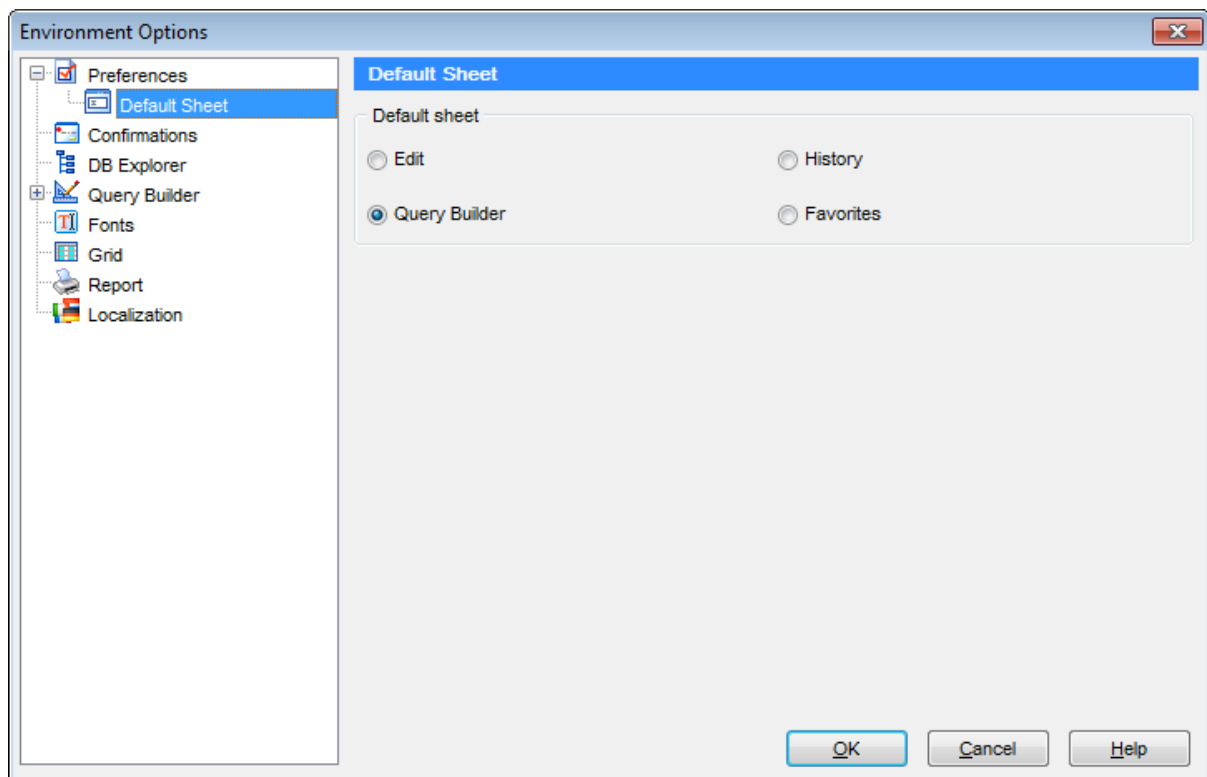 Environment Options
Preferences
Default Sheet
Confirmations
DB Explorer
Query Builder
Fonts
Grid
Report
Localization
Default Sheet
Default sheet
Edit
History
Query Builder
Favorites
OK
Cancel
Help